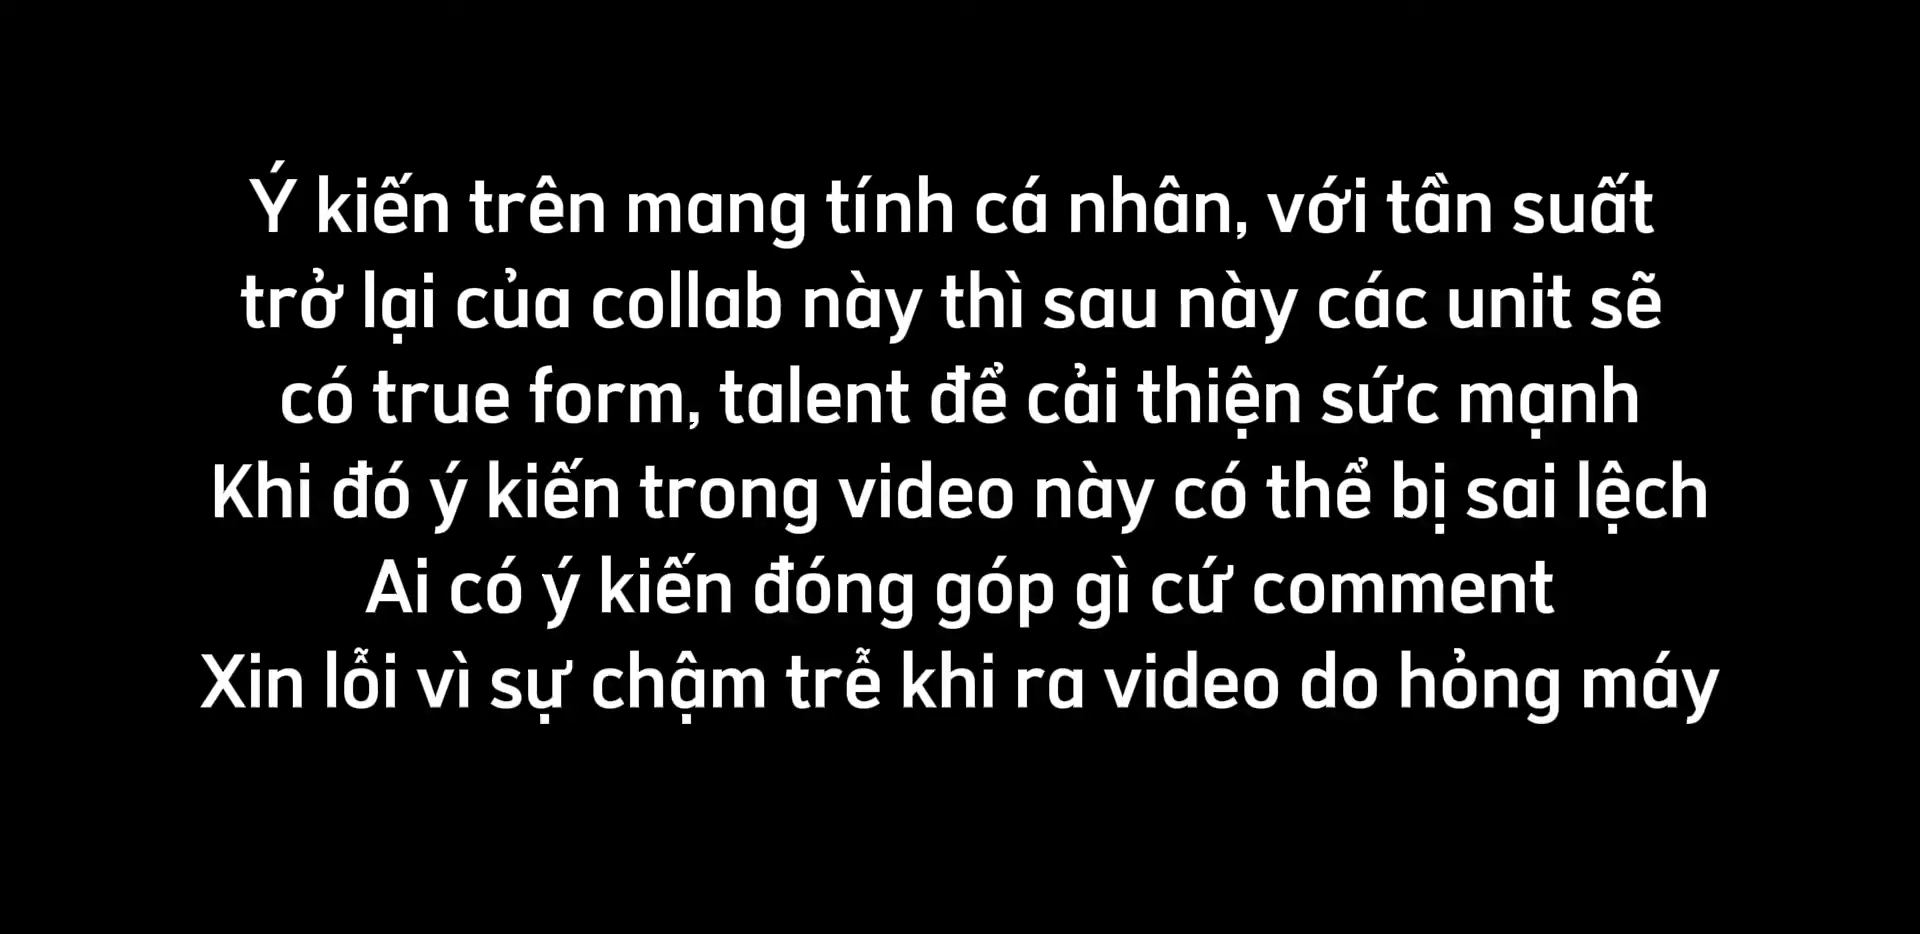 Ý kiến trên mang tính cá nhân, với tần suất
trở lại của collab này thì sau này các unit sẽ
có true form, talent để cải thiện sức mạnh
Khi đó ý kiến trong video này có thể bị sai lệch
Ai có ý kiến đóng góp gì cứ comment
Xin lỗi vì sự chậm trễ khi ra video do hỏng máy